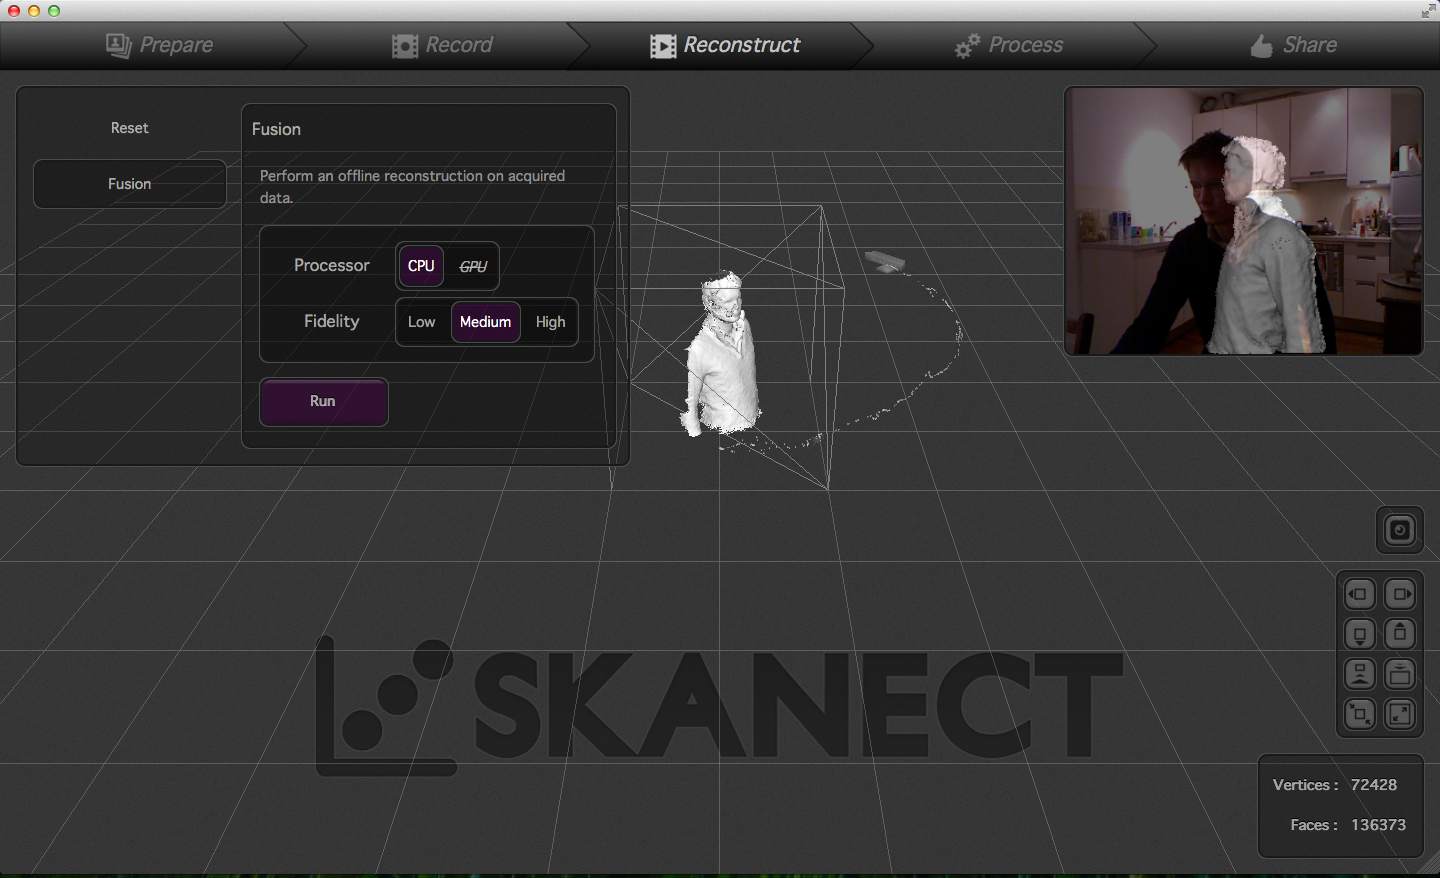 Prepare
Record
Reconstruct
Process
Share
Reset
Fusion
Fusion
Perform an offline reconstruction on acquired
data.
Processor CPU GPU
Fidelity Low Medium High
Run
SKANECT
Vertices : 72428
Faces : 136373